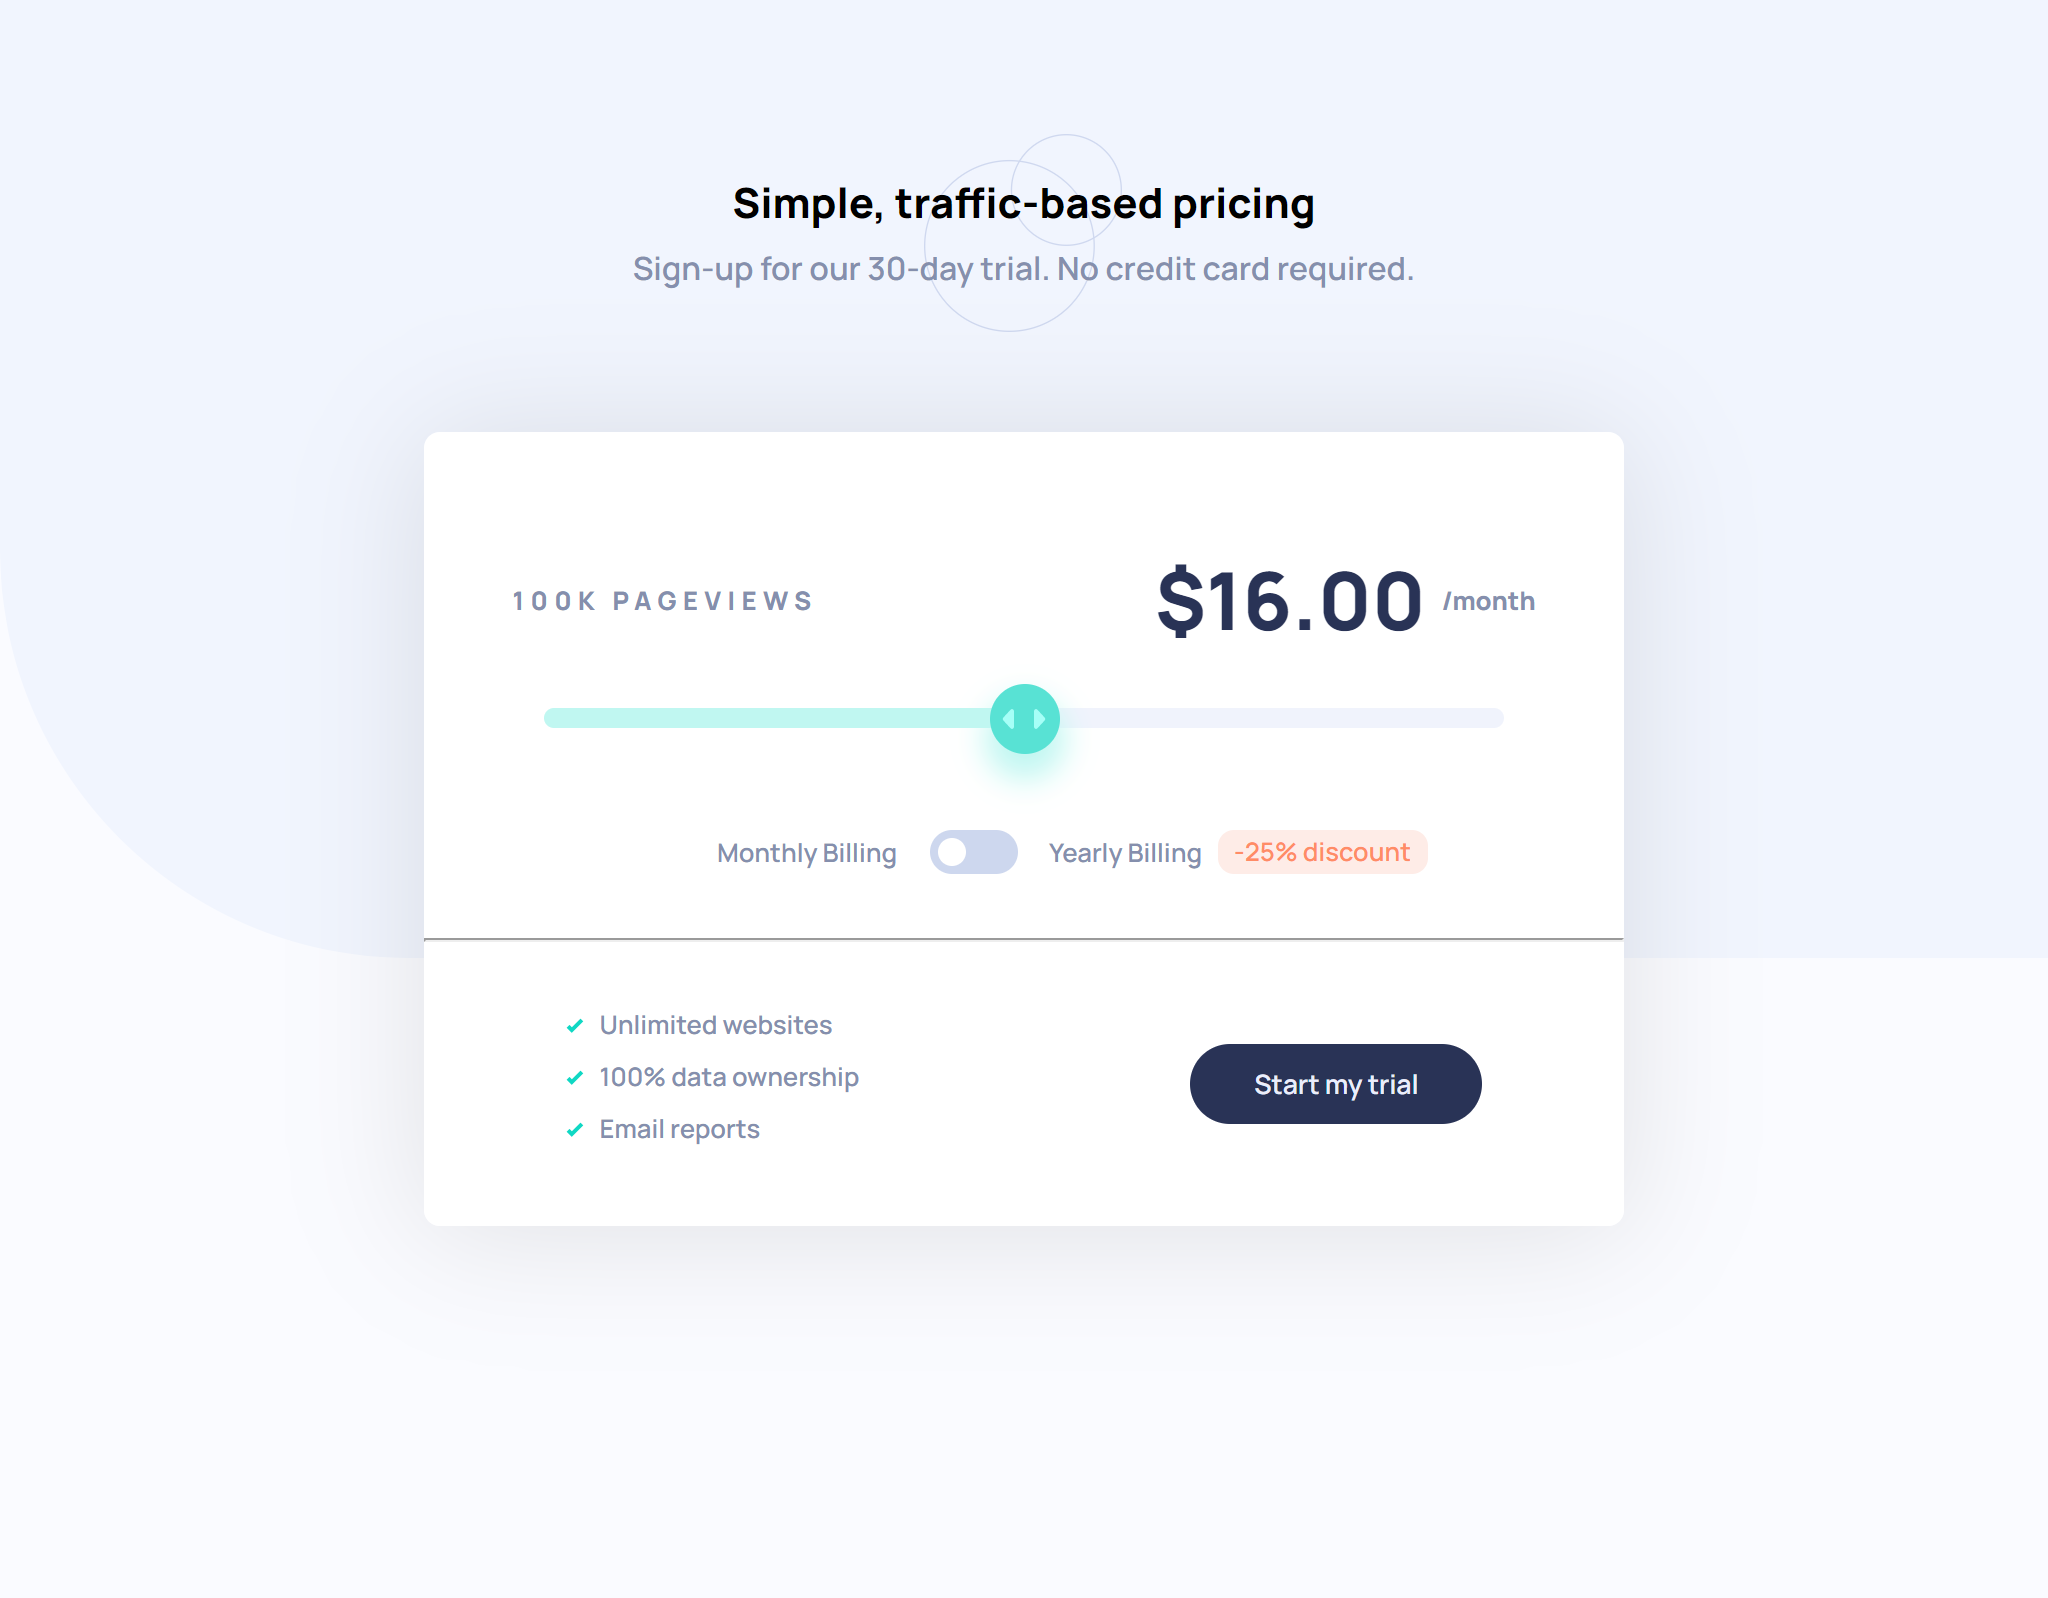 Simple, traffic-based pricing
Sign-up for our 30-day trial. No credit card required.
100K PAGEVIEWS
$16.00 /month
Monthly Billing
Yearly Billing
-25% discount
Unlimited websites
100% data ownership
Email reports
Start my trial